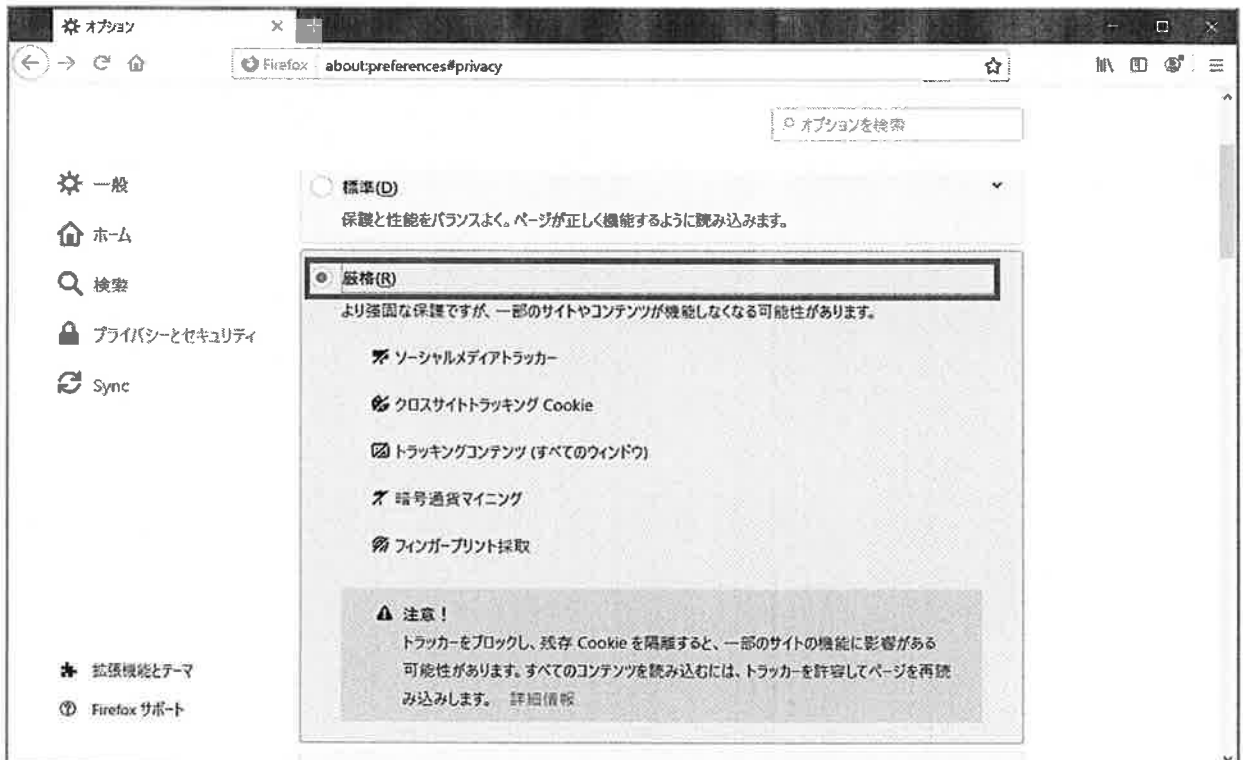 オプション
Firefox about:preferences#privacy
オプションを検索
一般
ホーム
検索
プライバシーとセキュリティ
Sync
拡張機能とテーマ
Firefox サポート
標準(D)
保護と性能をバランスよく。ページが正しく機能するように読み込みます。
厳格(R)
より強固な保護ですが、一部のサイトやコンテンツが機能しなくなる可能性があります。
ソーシャルメディアトラッカー
クロスサイトトラッキング Cookie
トラッキングコンテンツ (すべてのウィンドウ)
暗号通貨マイニング
フィンガープリント採取
注意！
トラッカーをブロックし、残存 Cookie を隔離すると、一部のサイトの機能に影響がある
可能性があります。すべてのコンテンツを読み込むには、トラッカーを許容してページを再読
み込みします。 詳細情報